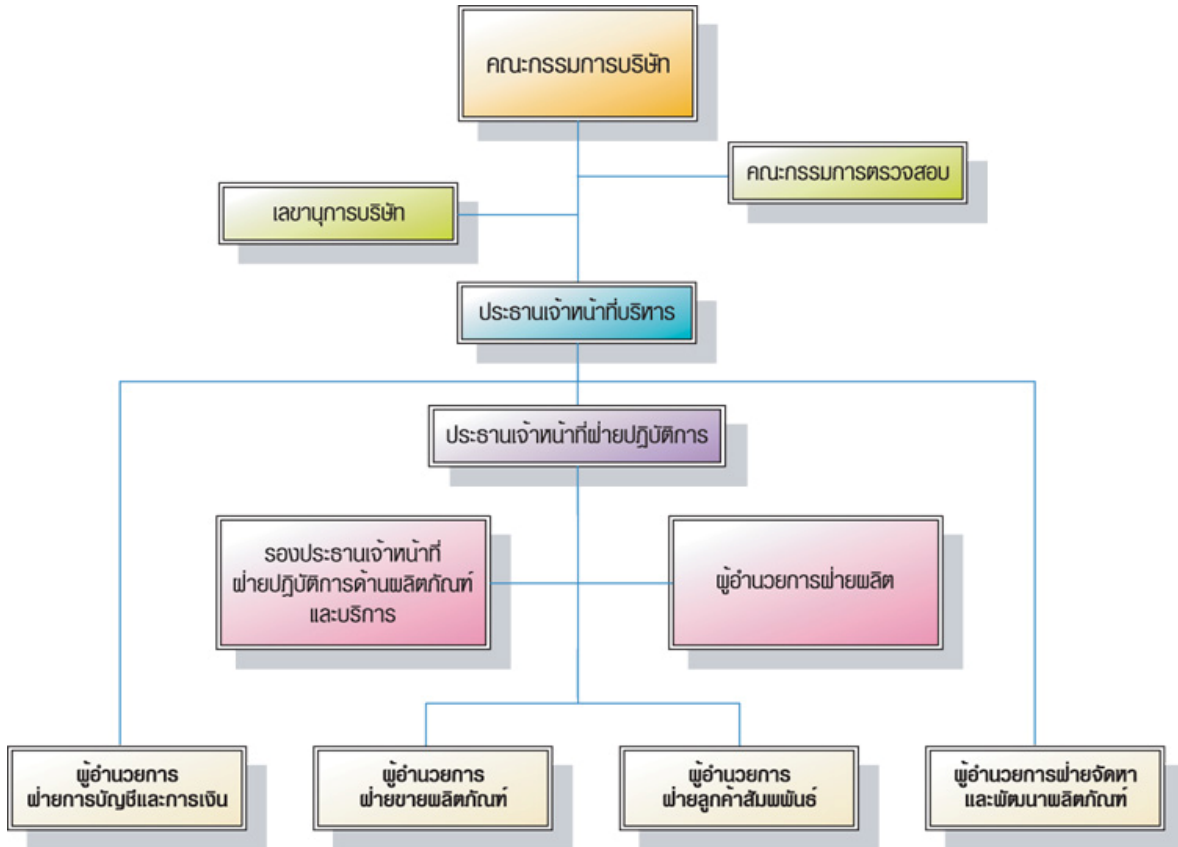 คณะกรรมการบริษัท
คณะกรรมการตรวจสอบ
เลขานุการบริษัท
ประธานเจ้าหน้าที่บริหาร
ประธานเจ้าหน้าที่ฝ่ายปฏิบัติการ
รองประธานเจ้าหน้าที่
ฝ่ายปฏิบัติการด้านผลิตภัณฑ์
และบริการ
ผู้อำนวยการฝ่ายผลิต
ผู้อำนวยการ
ฝ่ายการบัญชีและการเงิน
ผู้อำนวยการ
ฝ่ายขายผลิตภัณฑ์
ผู้อำนวยการ
ฝ่ายลูกค้าสัมพพันธ์
ผู้อำนวยการฝ่ายจัดหา
และพัฒนาผลิตภัณฑ์